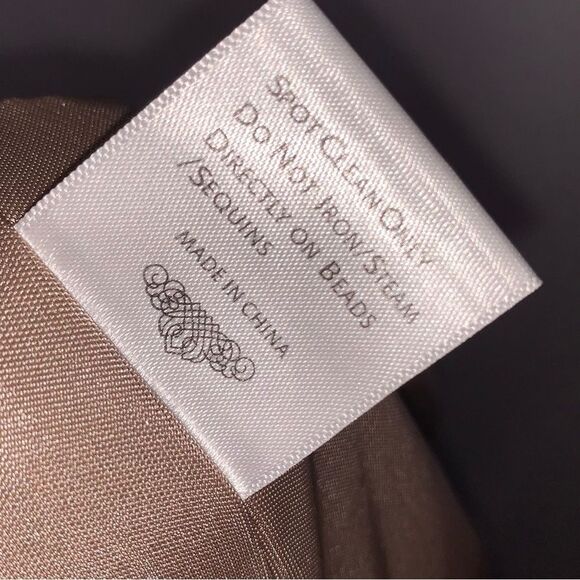 Spot Clean Only
Do Not Iron/Steam
Directly on Beads
/Sequins
MADE IN CHINA